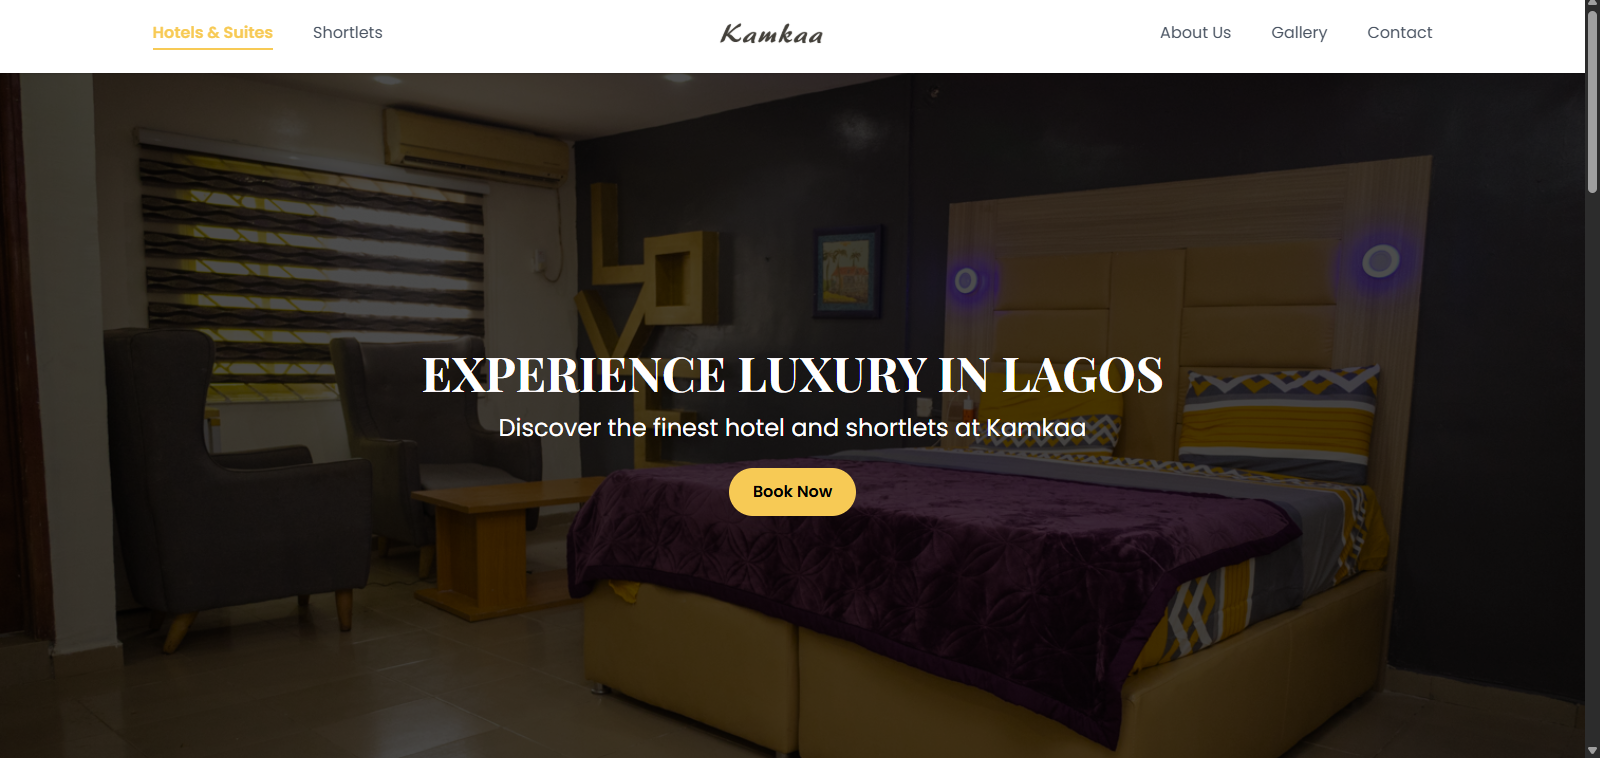 Hotels & Suites
Shortlets
Kamkaa
About Us
Gallery
Contact
EXPERIENCE LUXURY IN LAGOS
Discover the finest hotel and shortlets at Kamkaa
Book Now